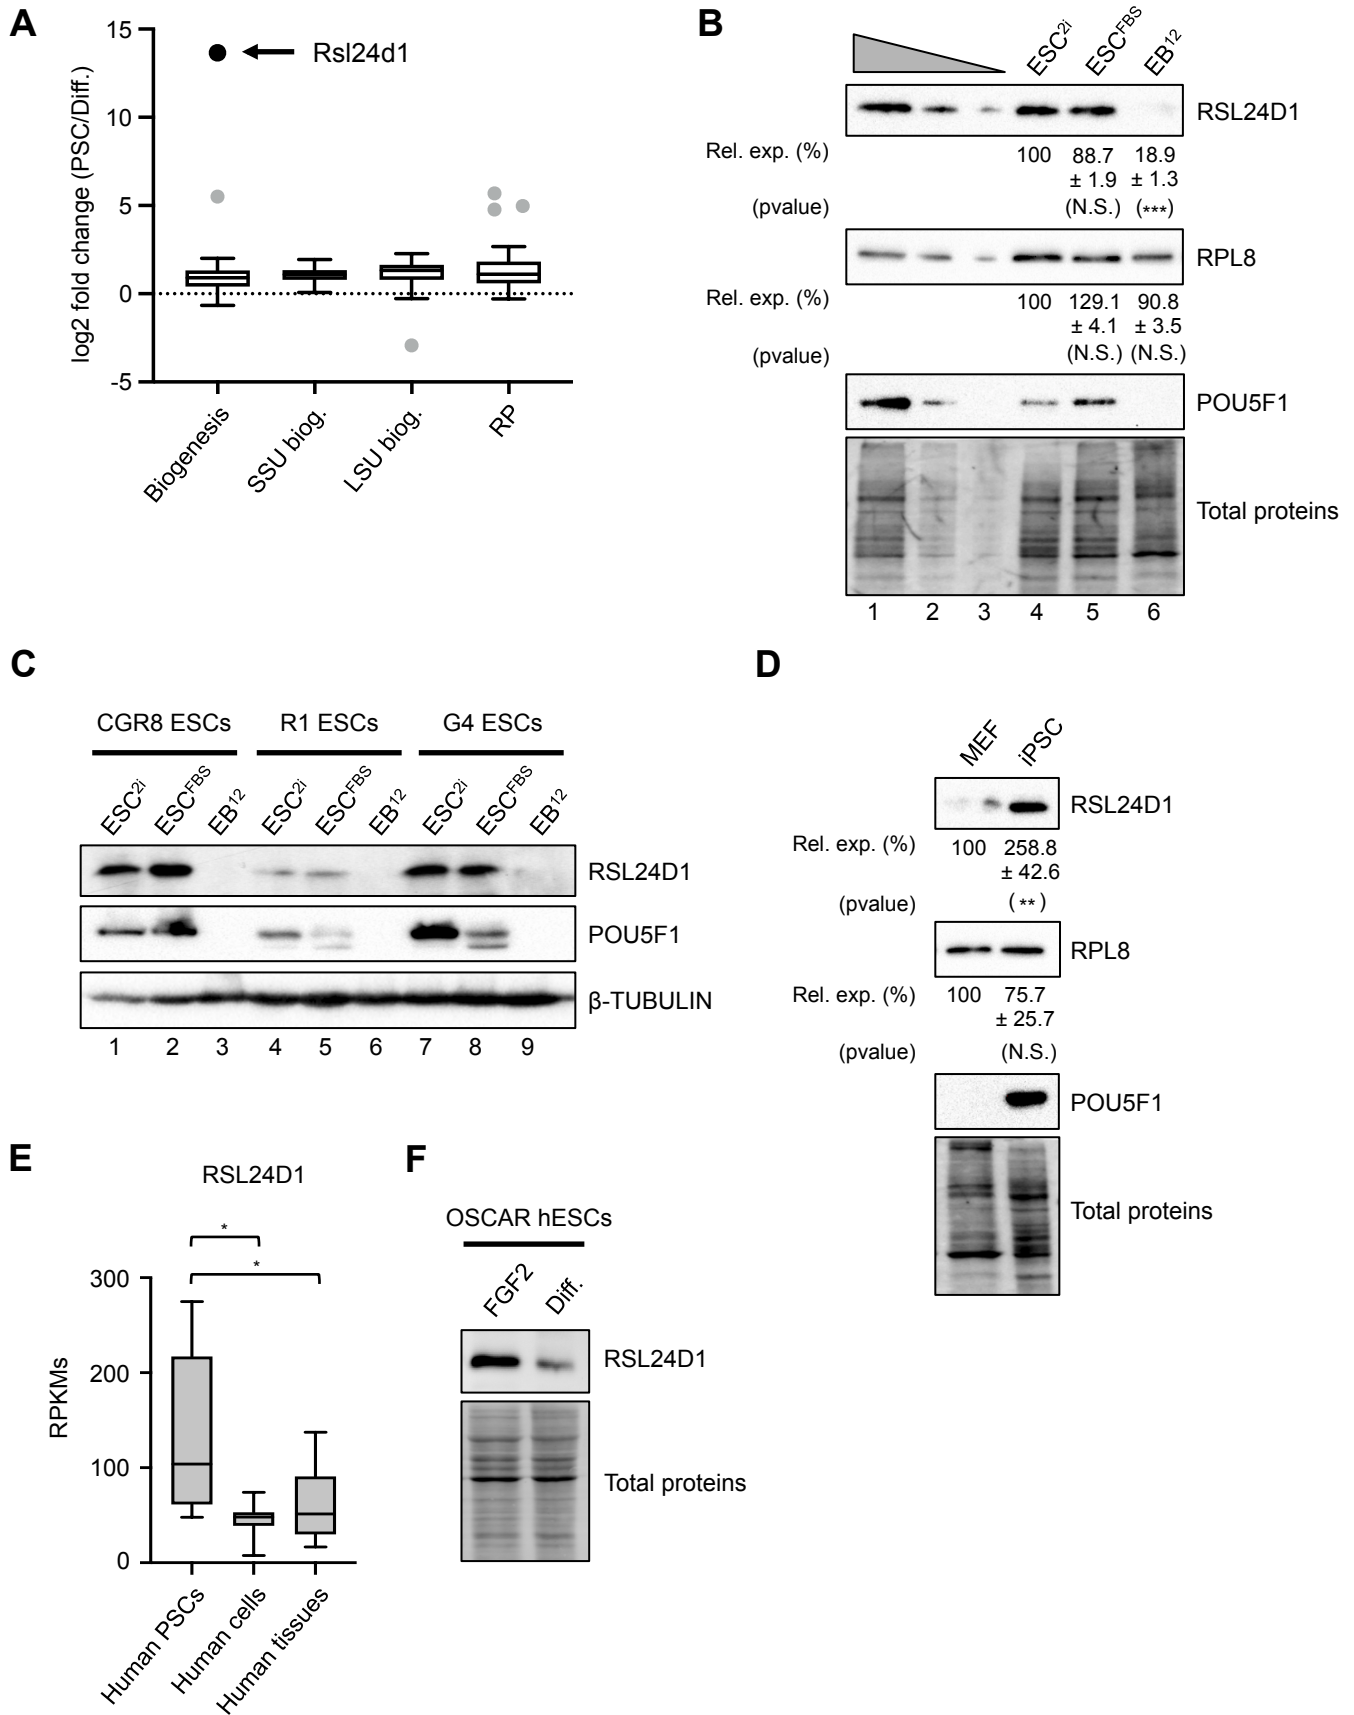 A
15
10
5
0
-5
log2 fold change (PSC/Diff.)
Rsl24d1
Biogenesis
SSU biog.
LSU biog.
RP
B
ESC2i
ESCFBS
EB12
RSL24D1
Rel. exp. (%)
100
88.7
± 1.9
18.9
± 1.3
(pvalue)
(N.S.)
(***)
RPL8
Rel. exp. (%)
100
129.1
± 4.1
90.8
± 3.5
(pvalue)
(N.S.)
(N.S.)
POU5F1
Total proteins
1 2 3 4 5 6
C
CGR8 ESCs
R1 ESCs
G4 ESCs
ESC2i
ESCFBS
EB12
ESC2i
ESCFBS
EB12
ESC2i
ESCFBS
EB12
RSL24D1
POU5F1
β-TUBULIN
1 2 3 4 5 6 7 8 9
D
MEF
iPSC
RSL24D1
Rel. exp. (%)
100
258.8
± 42.6
(pvalue)
( ** )
RPL8
Rel. exp. (%)
100
75.7
± 25.7
(pvalue)
(N.S.)
POU5F1
Total proteins
E
RSL24D1
*
*
300
200
100
0
RPKMs
Human PSCs
Human cells
Human tissues
F
OSCAR hESCs
FGF2
Diff.
RSL24D1
Total proteins